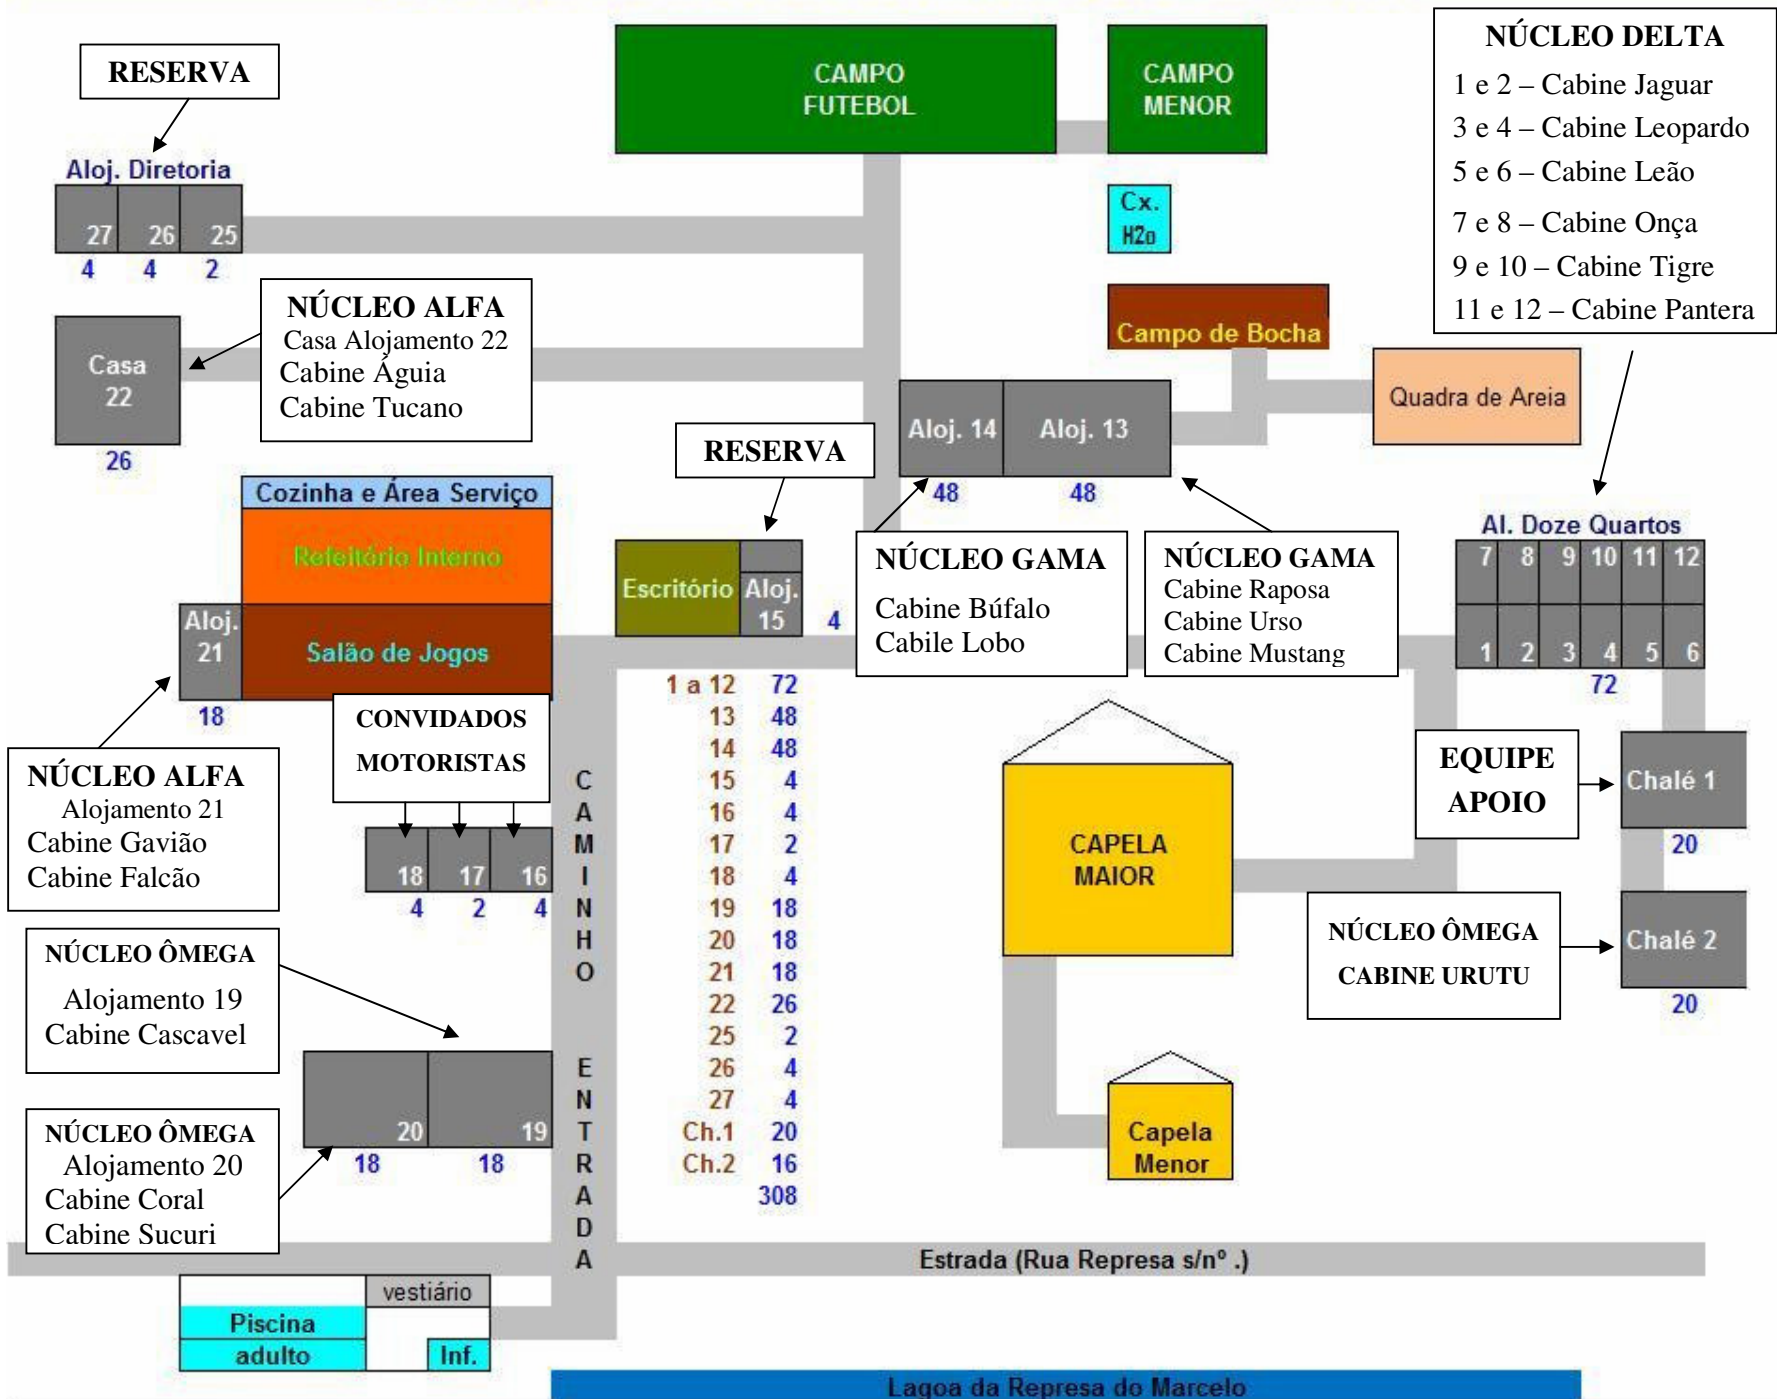 RESERVA
CAMPO
FUTEBOL
CAMPO
MENOR
NÚCLEO DELTA
1 e 2 – Cabine Jaguar
3 e 4 – Cabine Leopardo
5 e 6 – Cabine Leão
7 e 8 – Cabine Onça
9 e 10 – Cabine Tigre
11 e 12 – Cabine Pantera
Aloj. Diretoria
27 26 25
4 4 2
Cx.
H2o
NÚCLEO ALFA
Casa Alojamento 22
Cabine Águia
Cabine Tucano
Casa
22
26
Campo de Bocha
Quadra de Areia
Aloj. 14
Aloj. 13
48
48
RESERVA
Cozinha e Área Serviço
Refeitório Interno
Salão de Jogos
Aloj.
21
18
Escritório
Aloj.
15
4
NÚCLEO GAMA
Cabine Búfalo
Cabile Lobo
NÚCLEO GAMA
Cabine Raposa
Cabine Urso
Cabine Mustang
Al. Doze Quartos
7 8 9 10 11 12
1 2 3 4 5 6
72
CONVIDADOS
MOTORISTAS
NÚCLEO ALFA
Alojamento 21
Cabine Gavião
Cabine Falcão
18 17 16
4 2 4
NÚCLEO ÔMEGA
Alojamento 19
Cabine Cascavel
20 19
18 18
NÚCLEO ÔMEGA
Alojamento 20
Cabine Coral
Cabine Sucuri
CAMINHO ENTRADA
1 a 12 72
13 48
14 48
15 4
16 4
17 2
18 4
19 18
20 18
21 18
22 26
25 2
26 4
27 4
Ch.1 20
Ch.2 16
308
CAPELA
MAIOR
Capela
Menor
EQUIPE
APOIO
Chalé 1
20
NÚCLEO ÔMEGA
CABINE URUTU
Chalé 2
20
Estrada (Rua Represa s/nº .)
vestiário
Piscina
adulto
Inf.
Lagoa da Represa do Marcelo